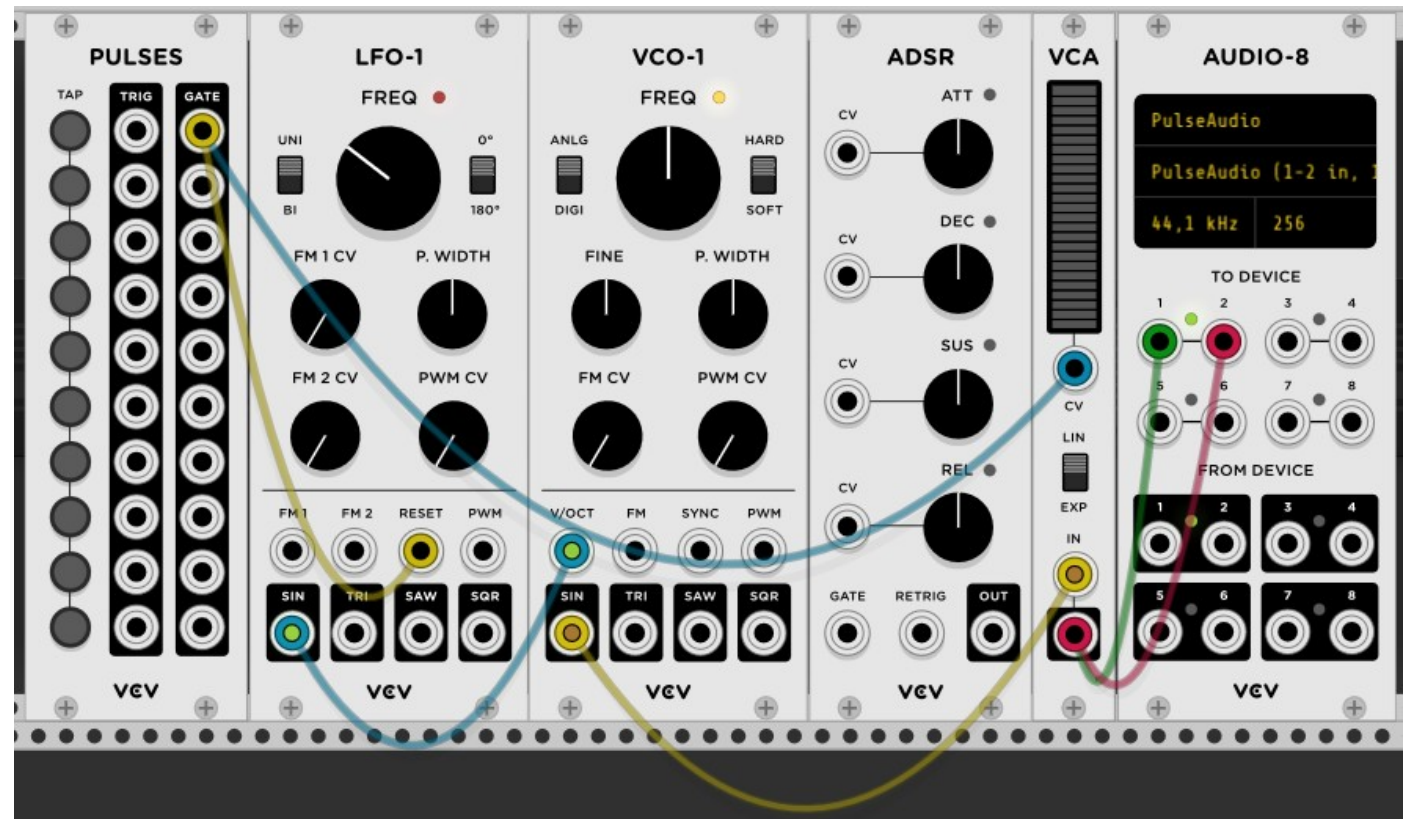 PULSES
TAP TRIG GATE
VCV
LFO-1
FREQ
UNI 0°
BI 180°
FM 1 CV P. WIDTH
FM 2 CV PWM CV
FM 1 FM 2 RESET PWM
SIN TRI SAW SQR
VCV
VCO-1
FREQ
ANLG HARD
DIGI SOFT
FINE P. WIDTH
FM CV PWM CV
V/OCT FM SYNC PWM
SIN TRI SAW SQR
VCV
ADSR
ATT
CV
DEC
CV
SUS
CV
REL
CV
GATE RETRIG OUT
VCV
VCA
CV
LIN
EXP
IN
AUDIO-8
PulseAudio
PulseAudio (1-2 in, 1
44,1 kHz 256
TO DEVICE
1 2 3 4
5 6 7 8
FROM DEVICE
1 2 3 4
5 6 7 8
VCV